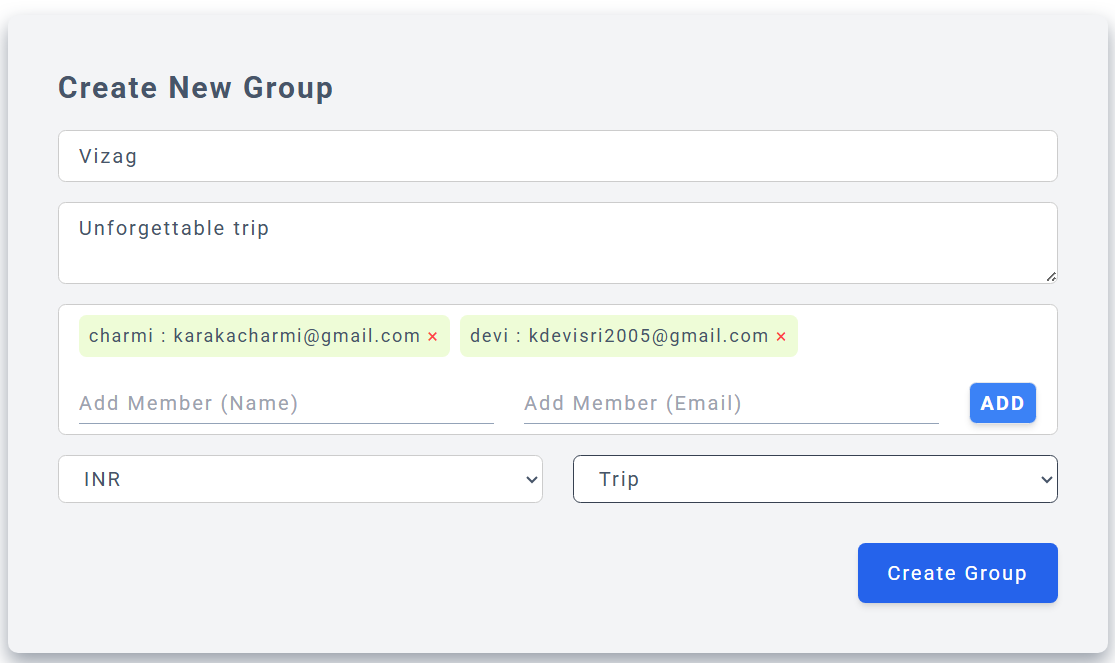 Create New Group
Vizag
Unforgettable trip
charmi : karakacharmi@gmail.com × devi : kdevisri2005@gmail.com ×
Add Member (Name) Add Member (Email) ADD
INR Trip
Create Group